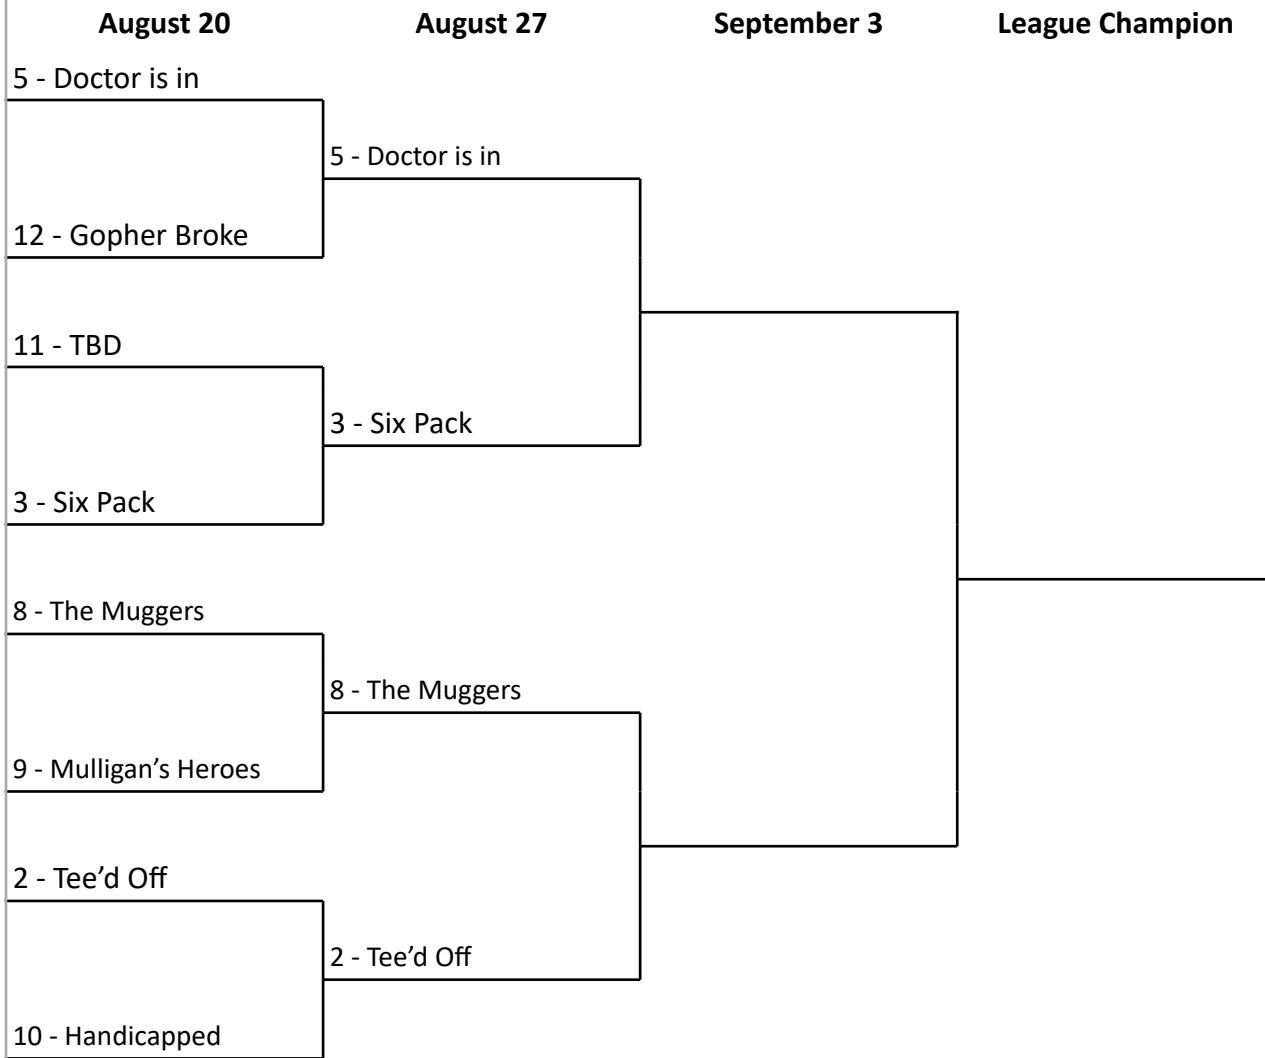 August 20 August 27 September 3 League Champion
5 - Doctor is in
5 - Doctor is in
12 - Gopher Broke
11 - TBD
3 - Six Pack
3 - Six Pack
8 - The Muggers
8 - The Muggers
9 - Mulligan’s Heroes
2 - Tee’d Off
2 - Tee’d Off
10 - Handicapped